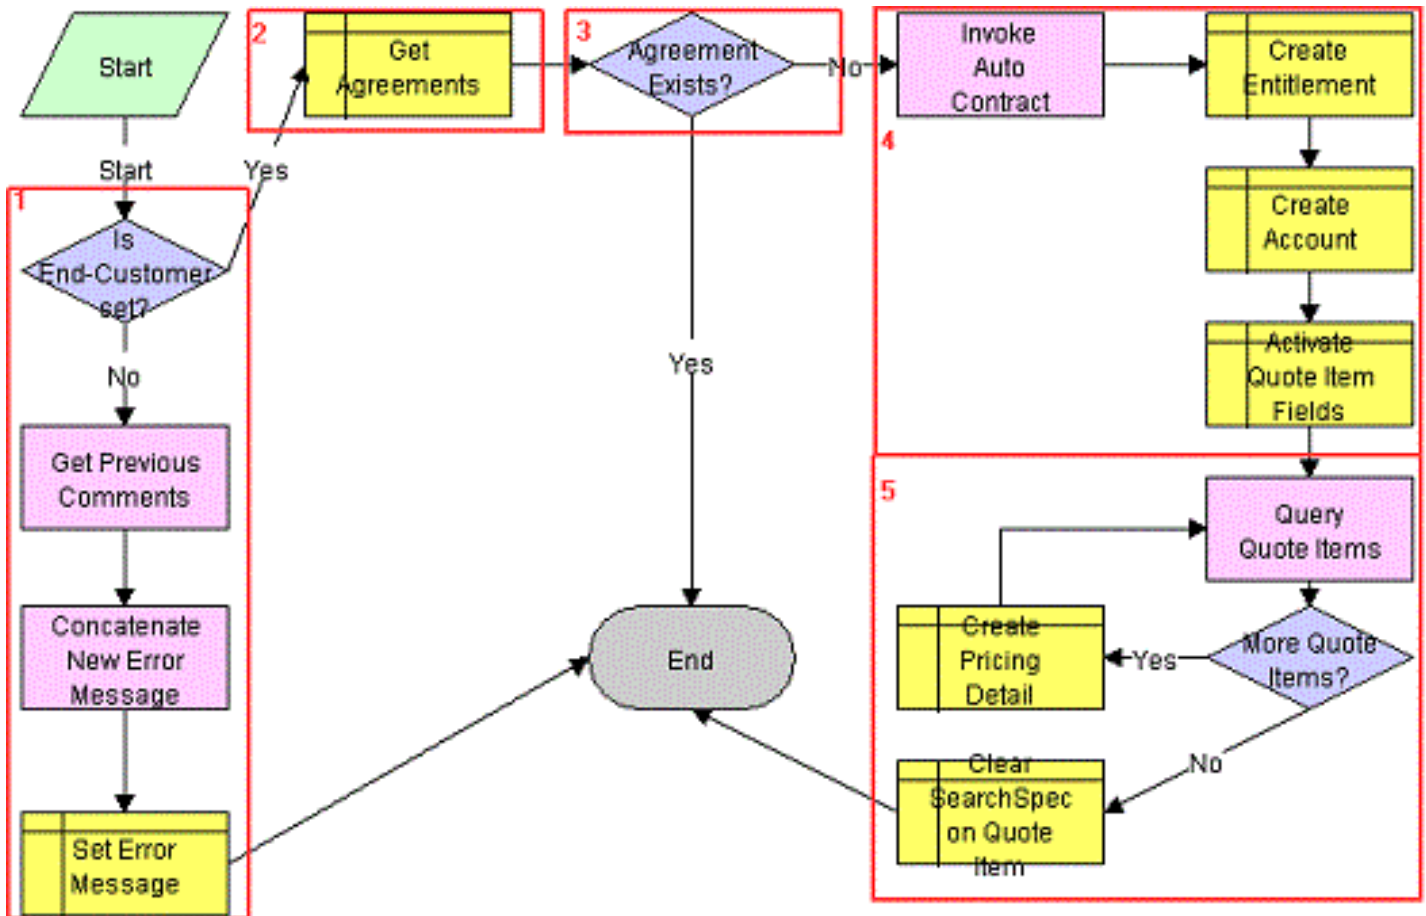 Start
Start
1
Is
End-Customer
set?
Yes
No
Get Previous
Comments
Concatenate
New Error
Message
Set Error
Message
2
Get
Agreements
3
Agreement
Exists?
No
Yes
End
4
Invoke
Auto
Contract
Create
Entitlement
Create
Account
Activate
Quote Item
Fields
5
Query
Quote Items
More Quote
Items?
Yes
Create
Pricing
Detail
No
Clear
SearchSpec
on Quote
Item